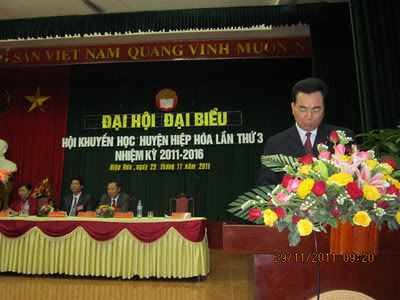 NG SẢN VIỆT NAM QUANG VINH MUÔN N
ĐẠI HỘI ĐẠI BIỂU
HỘI KHUYẾN HỌC HUYỆN HIỆP HÒA LẦN THỨ 3
NHIỆM KỲ 2011-2016
Hiệp Hòa, ngày 29 tháng 11 năm 2011
29/11/2011 09:20